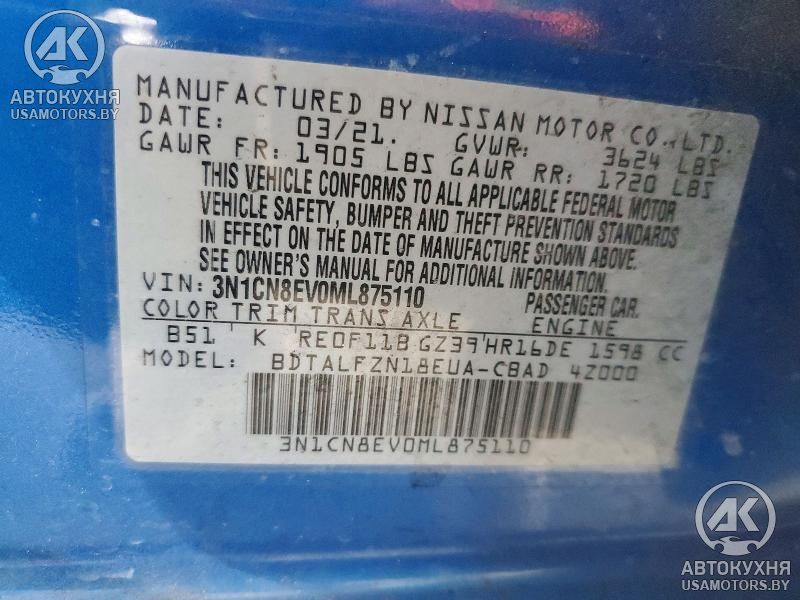 АК
АВТОКУХНЯ
USAMOTORS.BY
MANUFACTURED BY NISSAN MOTOR CO., LTD.
DATE: 03/21. GVWR: 3624 LBS
GAWR FR: 1905 LBS GAWR RR: 1720 LBS
THIS VEHICLE CONFORMS TO ALL APPLICABLE FEDERAL MOTOR
VEHICLE SAFETY, BUMPER AND THEFT PREVENTION STANDARDS
IN EFFECT ON THE DATE OF MANUFACTURE SHOWN ABOVE.
SEE OWNER'S MANUAL FOR ADDITIONAL INFORMATION.
VIN: 3N1CN8EV0ML875110 PASSENGER CAR.
COLOR TRIM TRANS AXLE ENGINE
B51 K RE0F11B GZ39 HR16DE 1598 CC
MODEL: BDTALFZN18EUA-CBAD 4Z000
3N1CN8EV0ML875110
АК
АВТОКУХНЯ
USAMOTORS.BY